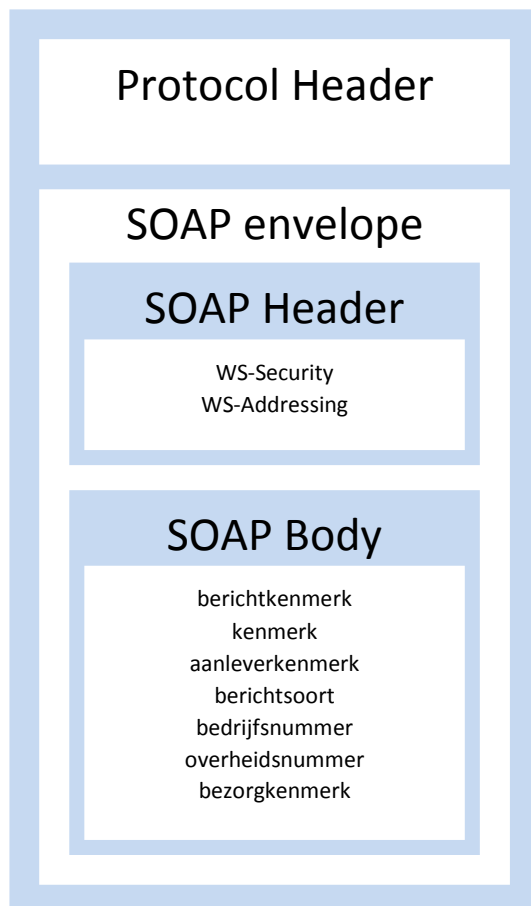 Protocol Header
SOAP envelope
SOAP Header
WS-Security
WS-Addressing
SOAP Body
berichtkenmerk
kenmerk
aanleverkenmerk
berichtsoort
bedrijfsnummer
overheidsnummer
bezorgkenmerk